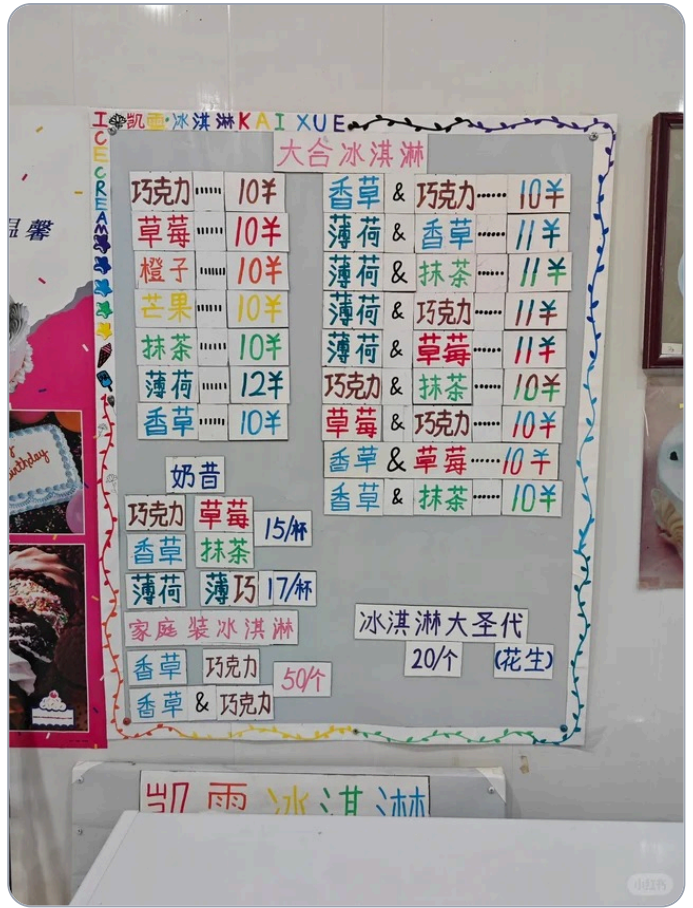 凯雪·冰淇淋KAI XUE
ICE CREAM
大合冰淇淋
巧克力……10¥
草莓……10¥
橙子……10¥
芒果……10¥
抹茶……10¥
薄荷……12¥
香草……10¥
香草 & 巧克力……10¥
薄荷 & 香草……11¥
薄荷 & 抹茶……11¥
薄荷 & 巧克力……11¥
薄荷 & 草莓……11¥
巧克力 & 抹茶……10¥
草莓 & 巧克力……10¥
香草 & 草莓……10¥
香草 & 抹茶……10¥
奶昔
巧克力 草莓
香草 抹茶
15/杯
薄荷 薄巧 17/杯
家庭装冰淇淋
香草 巧克力
香草 & 巧克力
50/个
冰淇淋大圣代
20/个 (花生)
温馨
birthday
凯雪冰淇淋
小红书